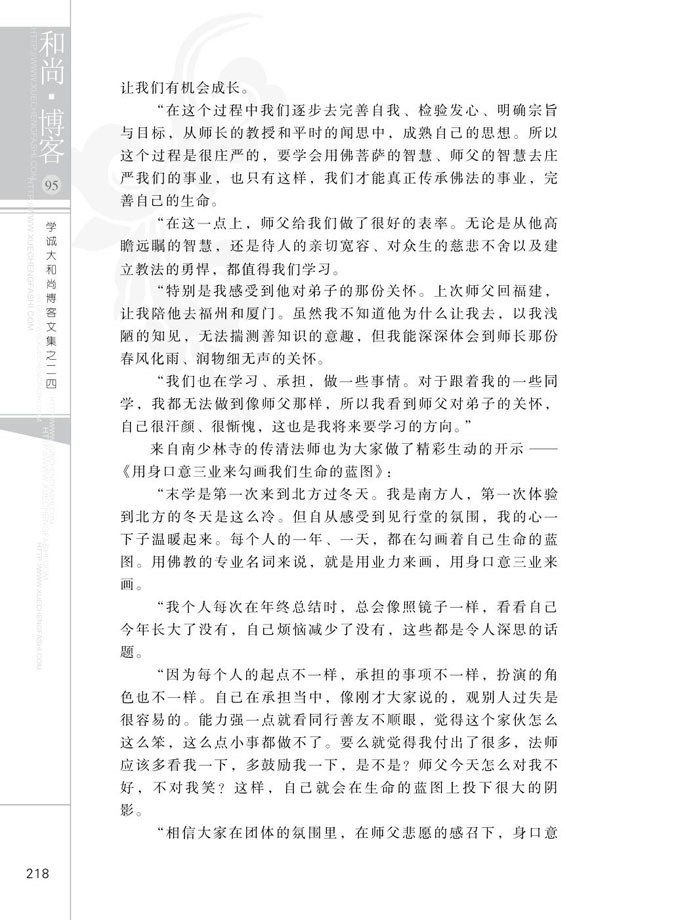 和尚·博客
95
学诚大和尚博客文集之二四
让我们有机会成长。
“在这个过程中我们逐步去完善自我、检验发心、明确宗旨
与目标，从师长的教授和平时的闻思中，成熟自己的思想。所以
这个过程是很庄严的，要学会用佛菩萨的智慧、师父的智慧去庄
严我们的事业，也只有这样，我们才能真正传承佛法的事业，完
善自己的生命。
“在这一点上，师父给我们做了很好的表率。无论是从他高
瞻远瞩的智慧，还是待人的亲切宽容、对众生的慈悲不舍以及建
立教法的勇悍，都值得我们学习。
“特别是我感受到他对弟子的那份关怀。上次师父回福建，
让我陪他去福州和厦门。虽然我不知道他为什么让我去，以我浅
陋的知见，无法揣测善知识的意趣，但我能深深体会到师长那份
春风化雨、润物细无声的关怀。
“我们也在学习、承担，做一些事情。对于跟着我的一些同
学，我都无法做到像师父那样，所以我看到师父对弟子的关怀，
自己很汗颜、很惭愧，这也是我将来要学习的方向。”
来自南少林寺的传清法师也为大家做了精彩生动的开示——
《用身口意三业来勾画我们生命的蓝图》：
“末学是第一次来到北方过冬天。我是南方人，第一次体验
到北方的冬天是这么冷。但自从感受到见行堂的氛围，我的心一
下子温暖起来。每个人的一年、一天，都在勾画着自己生命的蓝
图。用佛教的专业名词来说，就是用业力来画，用身口意三业来
画。
“我个人每次在年终总结时，总会像照镜子一样，看看自己
今年长大了没有，自己烦恼减少了没有，这些都是令人深思的话
题。
“因为每个人的起点不一样，承担的事项不一样，扮演的角
色也不一样。自己在承担当中，像刚才大家说的，观别人过失是
很容易的。能力强一点就看同行善友不顺眼，觉得这个家伙怎么
这么笨，这么点小事都做不了。要么就觉得我付出了很多，法师
应该多看我一下，多鼓励我一下，是不是？师父今天怎么对我不
好，不对我笑？这样，自己就会在生命的蓝图上投下很大的阴
影。
“相信大家在团体的氛围里，在师父悲愿的感召下，身口意
218